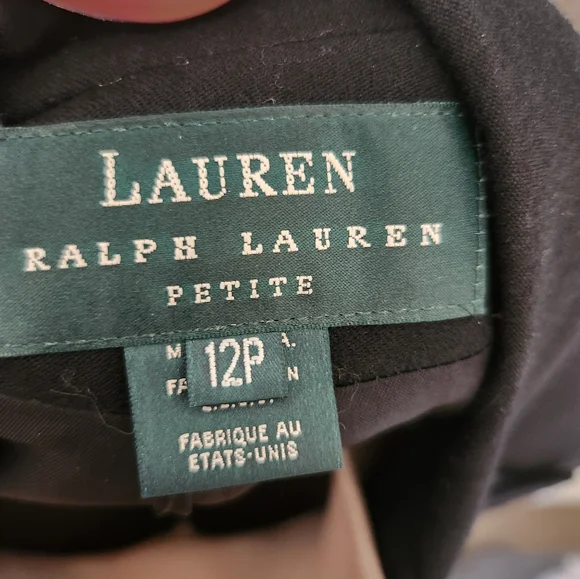 LAUREN
RALPH LAUREN
PETITE
12P
FABRIQUE AU
ETATS-UNIS